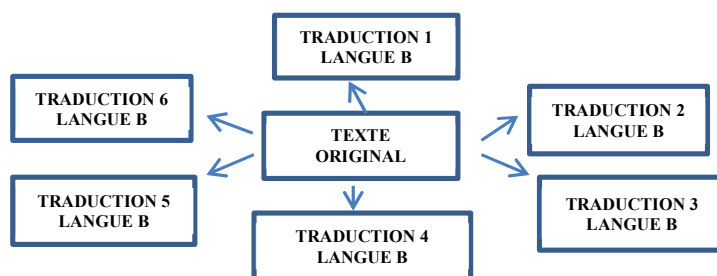 TRADUCTION 1
LANGUE B
TRADUCTION 6
LANGUE B
TEXTE
ORIGINAL
TRADUCTION 2
LANGUE B
TRADUCTION 5
LANGUE B
TRADUCTION 3
LANGUE B
TRADUCTION 4
LANGUE B